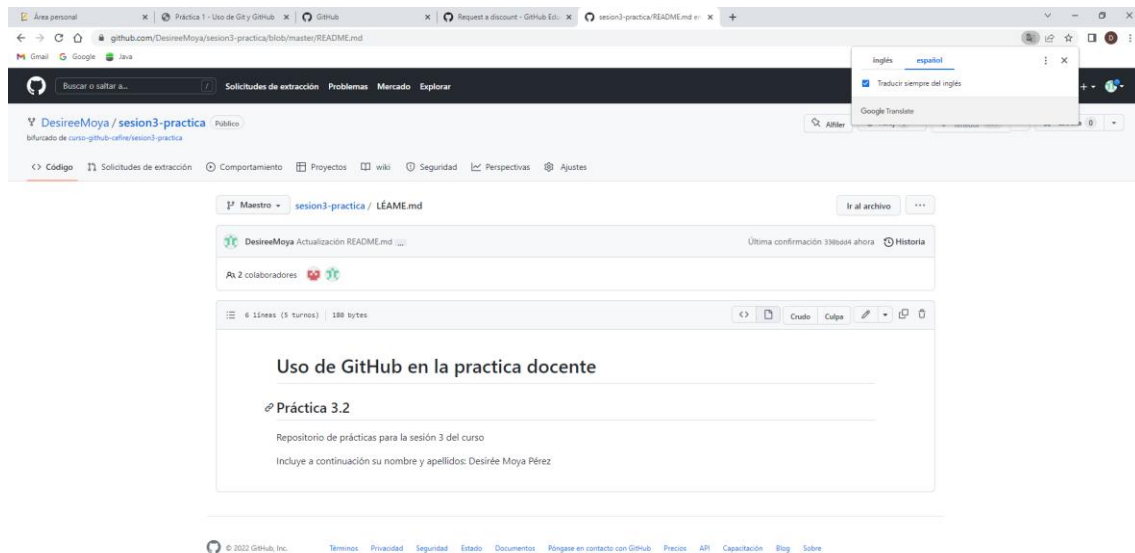 Área personal
Práctica 1 - Uso de Git y GitHub
GitHub
Request a discount - GitHub Edu
sesion3-practica/README.md en
github.com/DesireeMoya/sesion3-practica/blob/master/README.md
Gmail Google Java
inglés español
Traducir siempre del inglés
Google Translate
Buscar o saltar a... / Solicitudes de extracción Problemas Mercado Explorar
DesireeMoya / sesion3-practica Público
Alfiler
0
bifurcado de curso-github-cefire/sesion3-practica
Código Solicitudes de extracción Comportamiento Proyectos wiki Seguridad Perspectivas Ajustes
Maestro sesion3-practica / LÉAME.md Ir al archivo ...
DesireeMoya Actualización README.md ... Última confirmación ahora Historia
2 colaboradores
6 líneas (5 turnos) 180 bytes Crudo Culpa
Uso de GitHub en la practica docente
Práctica 3.2
Repositorio de prácticas para la sesión 3 del curso
Incluye a continuación su nombre y apellidos: Desirée Moya Pérez
© 2022 GitHub, Inc. Términos Privacidad Seguridad Estado Documentos Póngase en contacto con GitHub Precios API Capacitación Blog Sobre